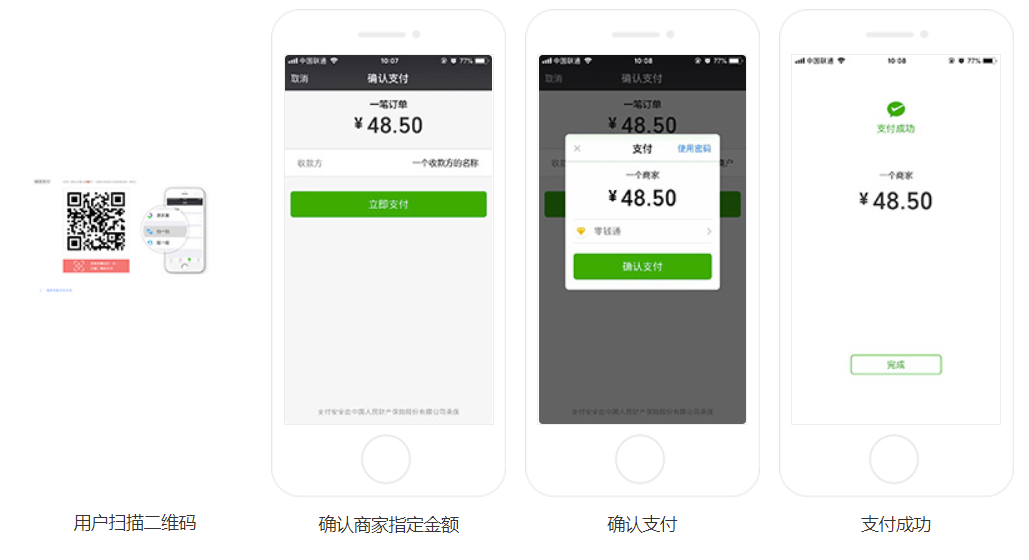 中国联通
10:07
77%
取消
确认支付
一笔订单
¥48.50
收款方
一个收款方的名称
立即支付
支付安全由中国人民财产保险股份有限公司承保
中国联通
10:08
77%
取消
确认支付
一笔订单
¥48.50
支付
使用密码
一个商家
¥48.50
零钱通
确认支付
支付安全由中国人民财产保险股份有限公司承保
中国联通
10:08
77%
支付成功
一个商家
¥48.50
完成
扫一扫
用户扫描二维码
确认商家指定金额
确认支付
支付成功